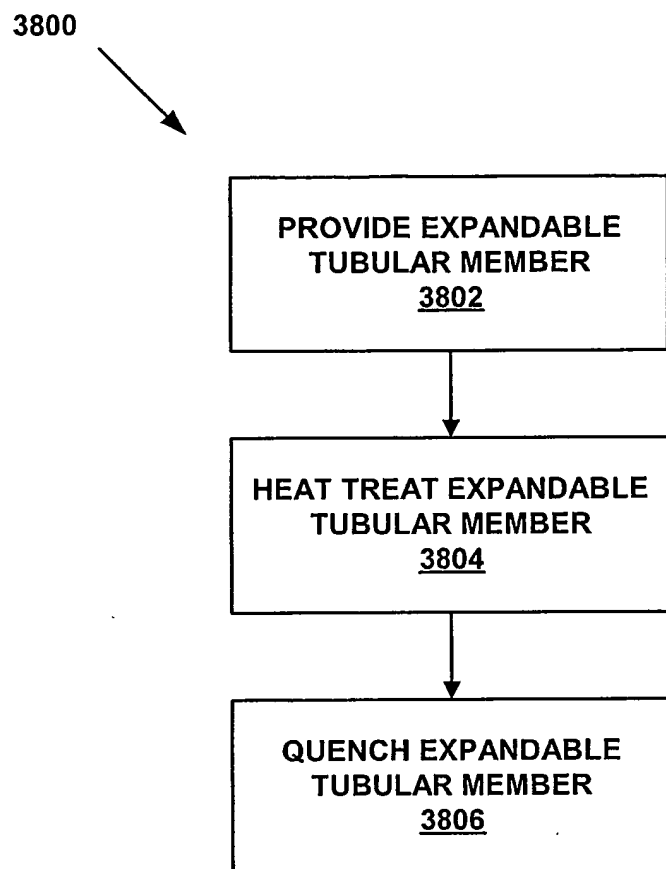 3800
PROVIDE EXPANDABLE
TUBULAR MEMBER
3802
HEAT TREAT EXPANDABLE
TUBULAR MEMBER
3804
QUENCH EXPANDABLE
TUBULAR MEMBER
3806